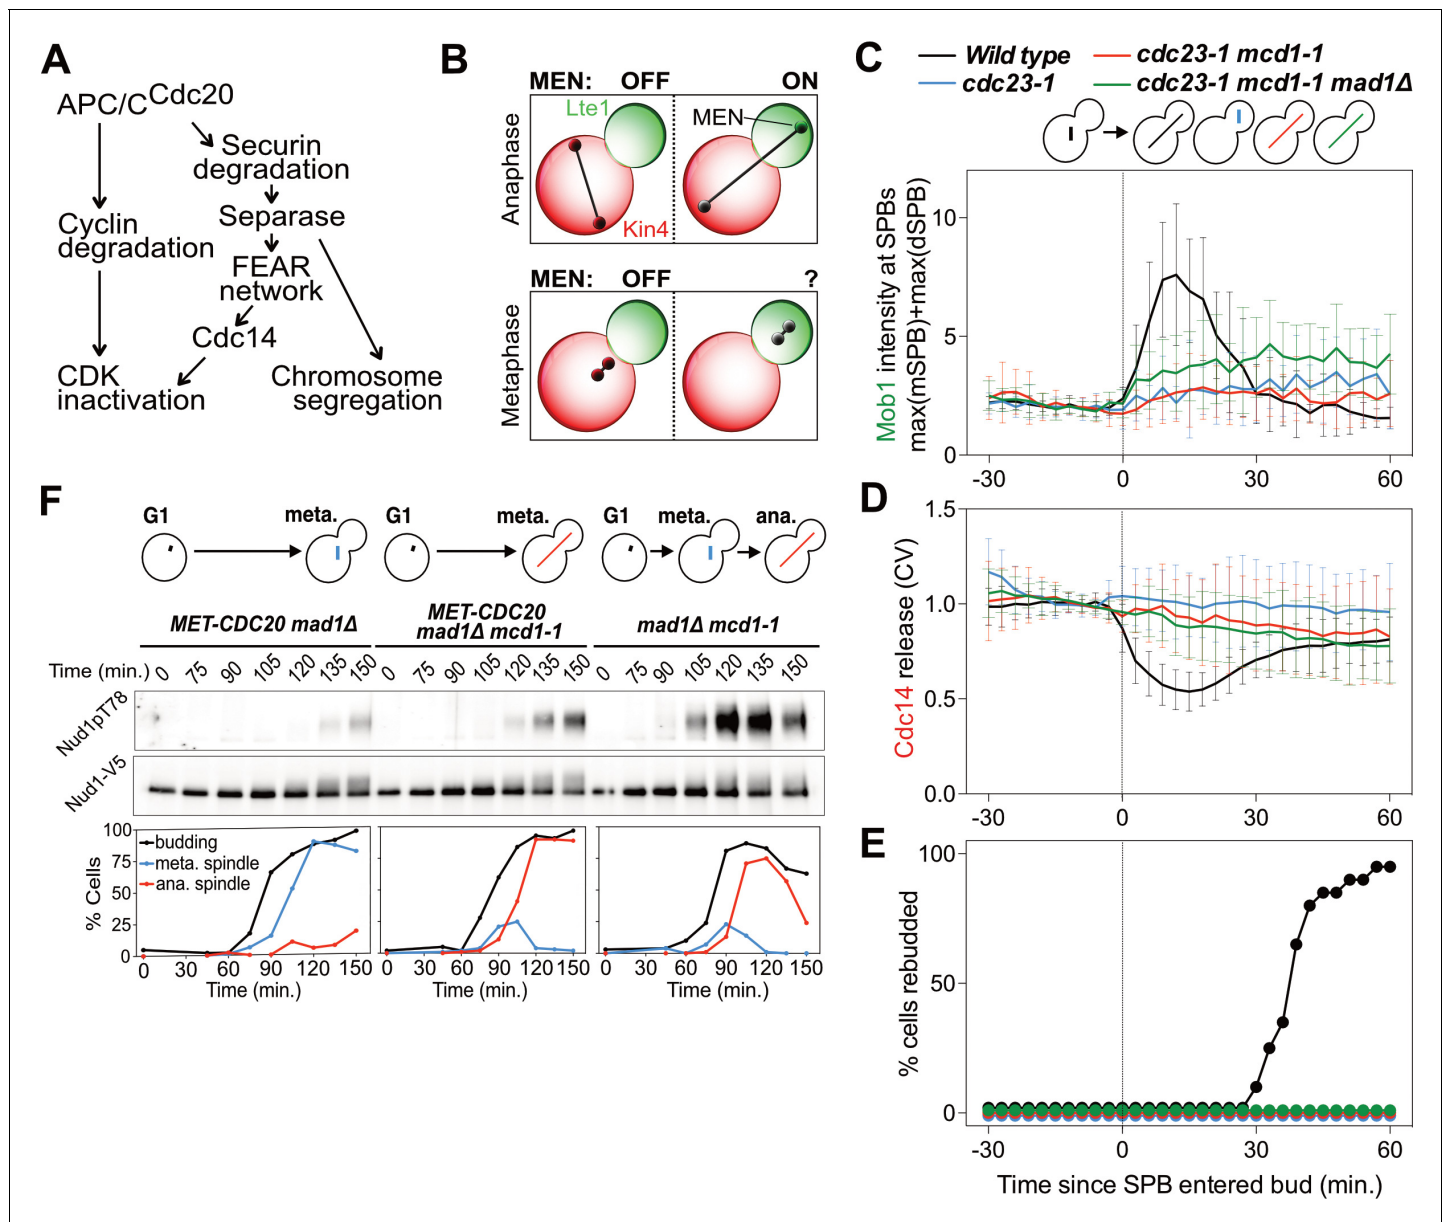 A
APC/C^Cdc20
Securin
degradation
Cyclin
degradation
Separase
FEAR
network
Cdc14
CDK
inactivation
Chromosome
segregation
B
MEN: OFF ON
Anaphase
Lte1
Kin4
MEN
MEN: OFF ?
Metaphase
C
Wild type
cdc23-1
cdc23-1 mcd1-1
cdc23-1 mcd1-1 mad1Δ
Mob1 intensity at SPBs
max(mSPB)+max(dSPB)
10
5
0
-30 0 30 60
D
Cdc14 release (CV)
1.5
1.0
0.5
0.0
-30 0 30 60
E
% cells rebudded
100
50
0
-30 0 30 60
Time since SPB entered bud (min.)
F
G1 meta. G1 meta. G1 meta. ana.
MET-CDC20 mad1Δ
MET-CDC20
mad1Δ mcd1-1
mad1Δ mcd1-1
Time (min.) 0 75 90 105 120 135 150 0 75 90 105 120 135 150 0 75 90 105 120 135 150
Nud1pT78
Nud1-V5
% Cells
100
75
50
25
0
budding
meta. spindle
ana. spindle
0 30 60 90 120 150 0 30 60 90 120 150 0 30 60 90 120 150
Time (min.) Time (min.) Time (min.)